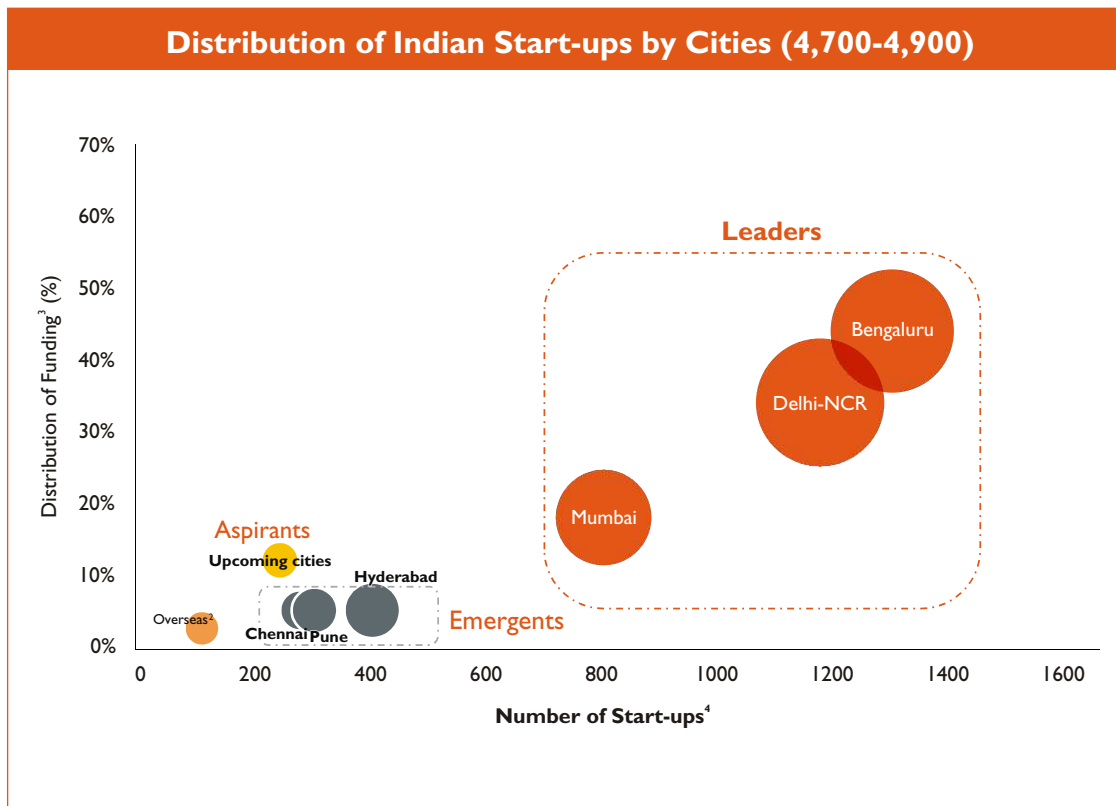 Distribution of Indian Start-ups by Cities (4,700-4,900)
70%
60%
50%
40%
30%
20%
10%
0%
Distribution of Funding³ (%)
Leaders
Bengaluru
Delhi-NCR
Mumbai
Aspirants
Upcoming cities
Hyderabad
Overseas²
Chennai
Pune
Emergents
0 200 400 600 800 1000 1200 1400 1600
Number of Start-ups⁴